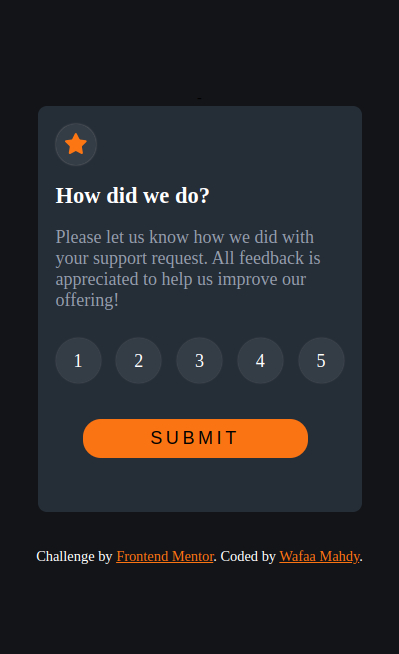 How did we do?
Please let us know how we did with
your support request. All feedback is
appreciated to help us improve our
offering!
1 2 3 4 5
SUBMIT
Challenge by Frontend Mentor. Coded by Wafaa Mahdy.